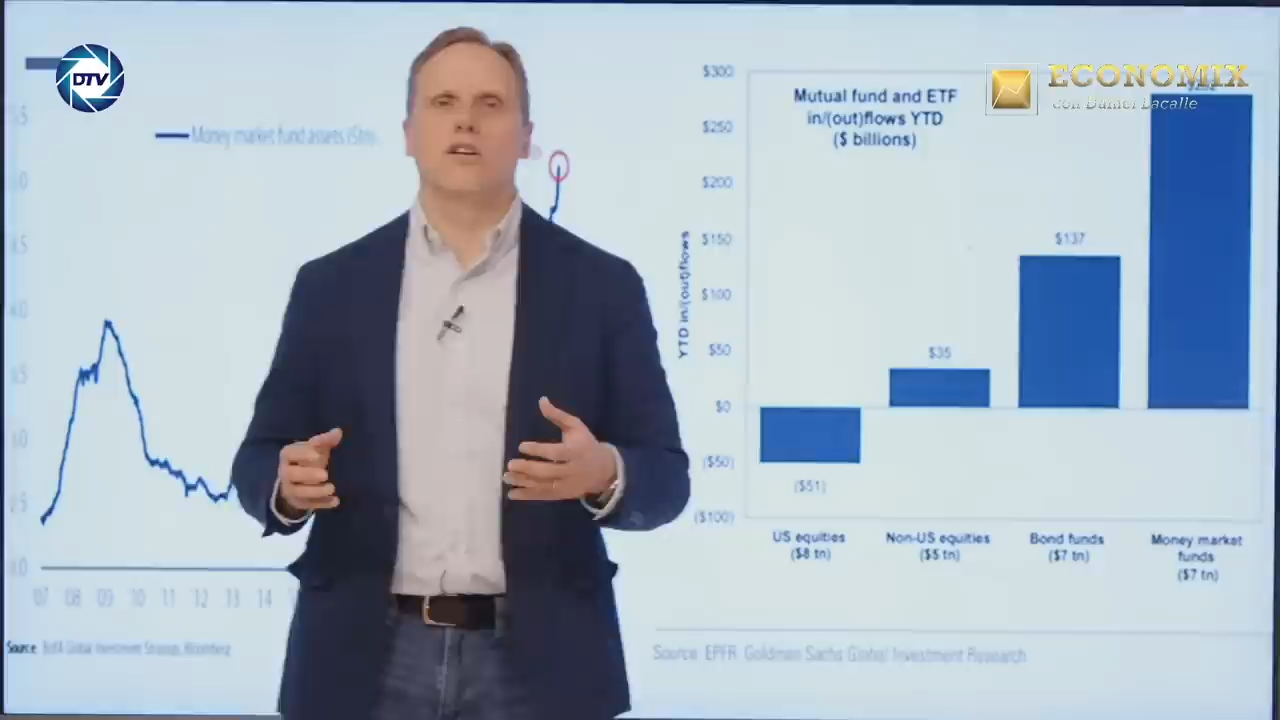 DTV
ECONOMIX
con Daniel Lacalle
Money market fund assets ($tn)
07 08 09 10 11 12 13 14
Source: BofA Global Investment Strategy, Bloomberg
Mutual fund and ETF
in/(out)flows YTD
($ billions)
YTD in/(out)flows
$300
$250
$200
$150
$100
$50
$0
($50)
($100)
($51)
$35
$137
US equities
($8 tn)
Non-US equities
($5 tn)
Bond funds
($7 tn)
Money market
funds
($7 tn)
Source: EPFR, Goldman Sachs Global Investment Research